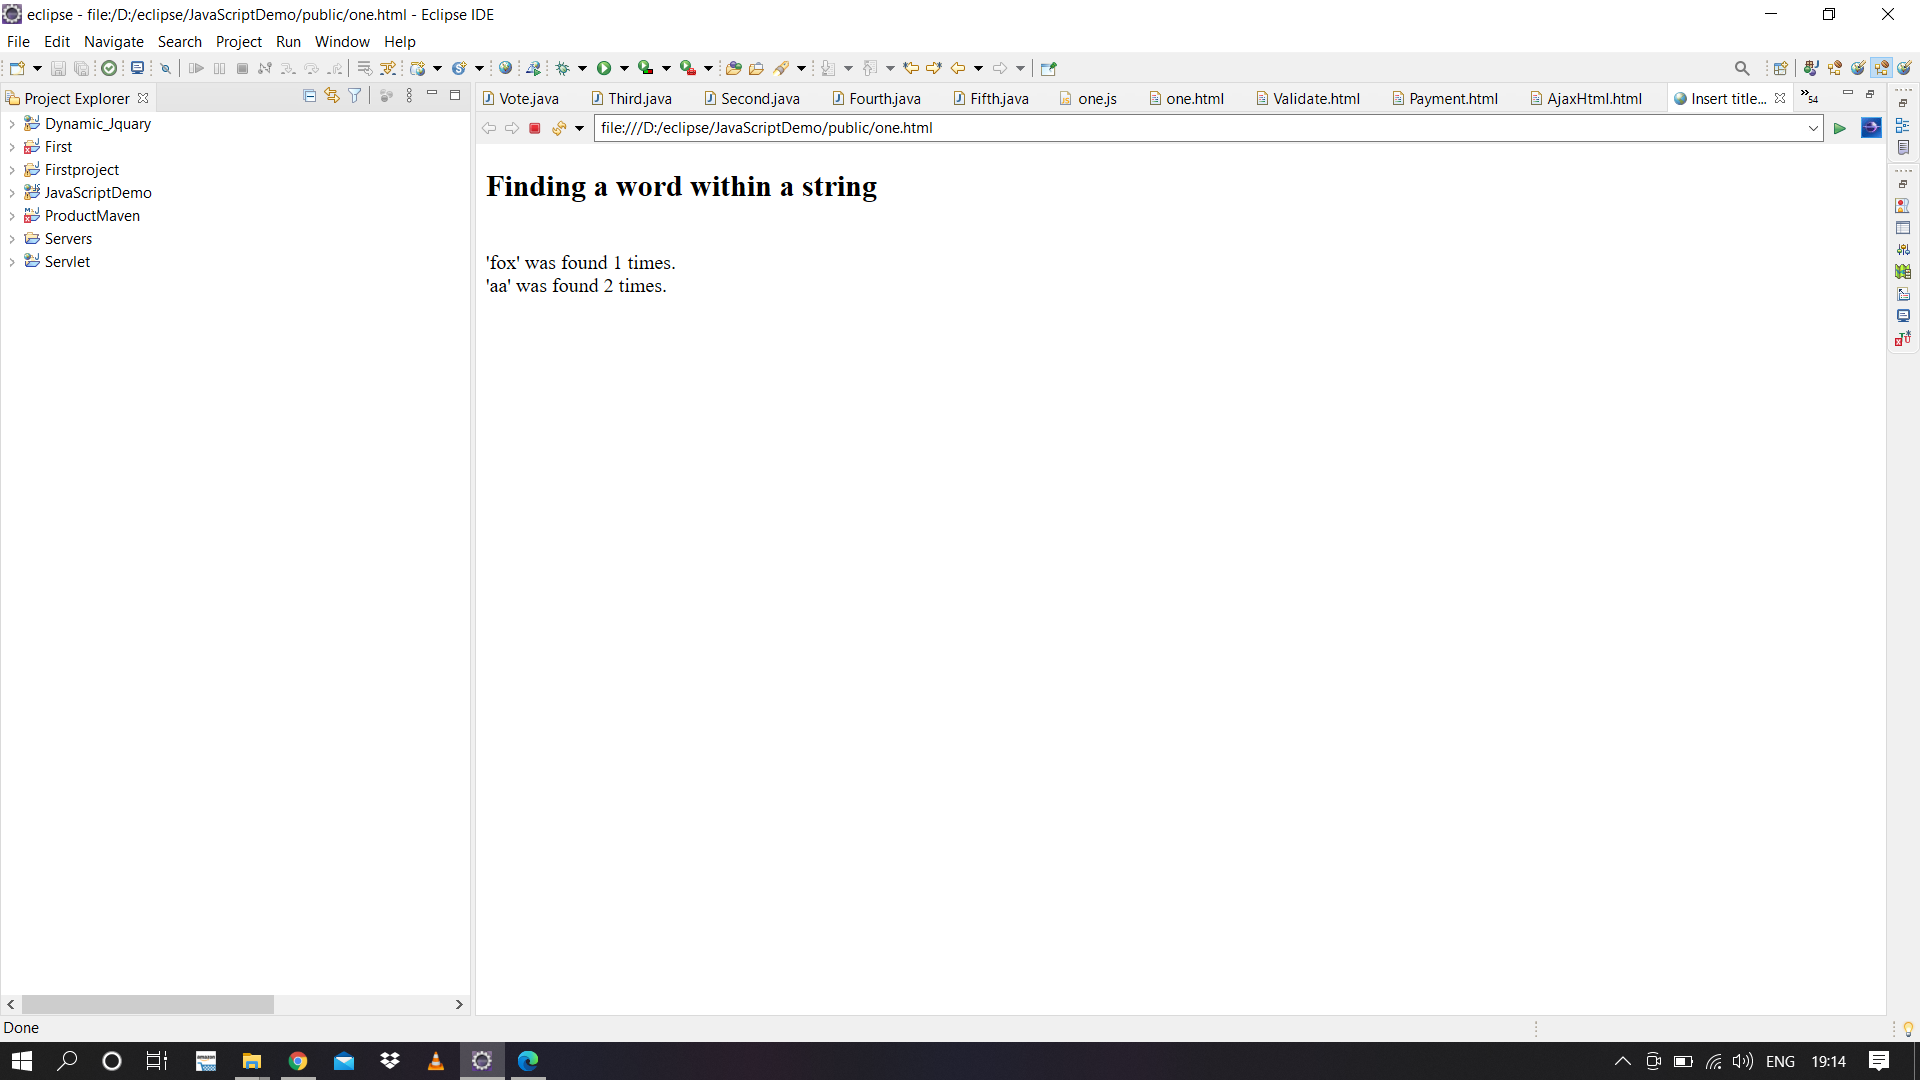 eclipse - file:/D:/eclipse/JavaScriptDemo/public/one.html - Eclipse IDE
File Edit Navigate Search Project Run Window Help
Project Explorer
Vote.java Third.java Second.java Fourth.java Fifth.java one.js one.html Validate.html Payment.html AjaxHtml.html Insert title... »54
file:///D:/eclipse/JavaScriptDemo/public/one.html
Dynamic_Jquary
First
Firstproject
JavaScriptDemo
ProductMaven
Servers
Servlet
Finding a word within a string
'fox' was found 1 times.
'aa' was found 2 times.
Done
amazon
ENG 19:14